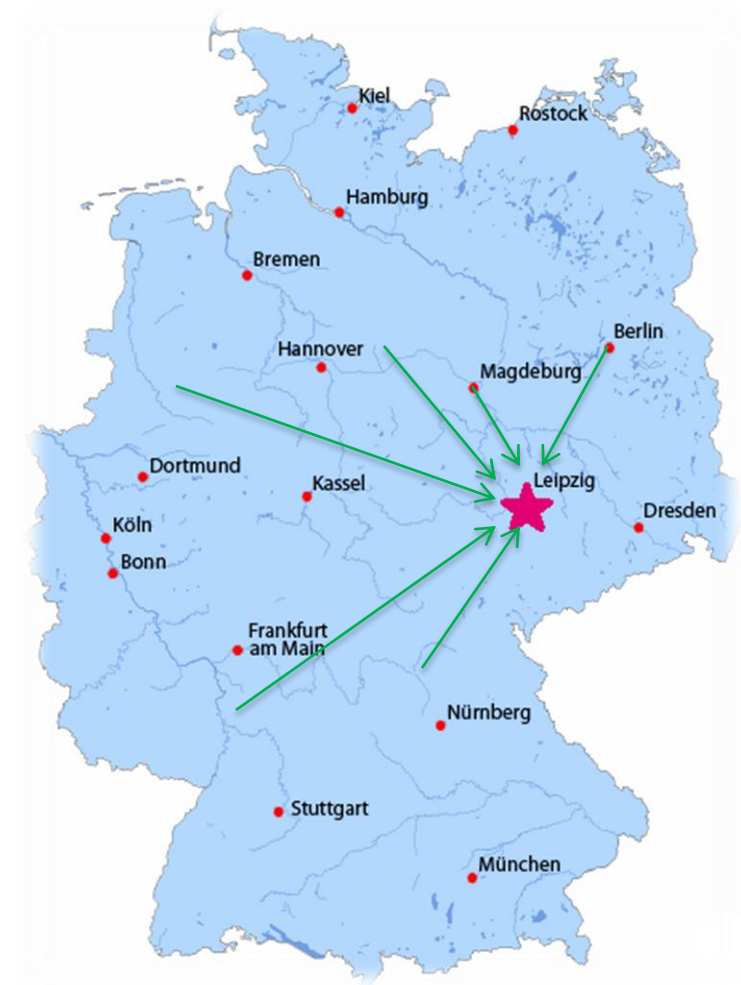 Kiel
Rostock
Hamburg
Bremen
Berlin
Hannover
Magdeburg
Dortmund
Kassel
Leipzig
Dresden
Köln
Bonn
Frankfurt
am Main
Nürnberg
Stuttgart
München